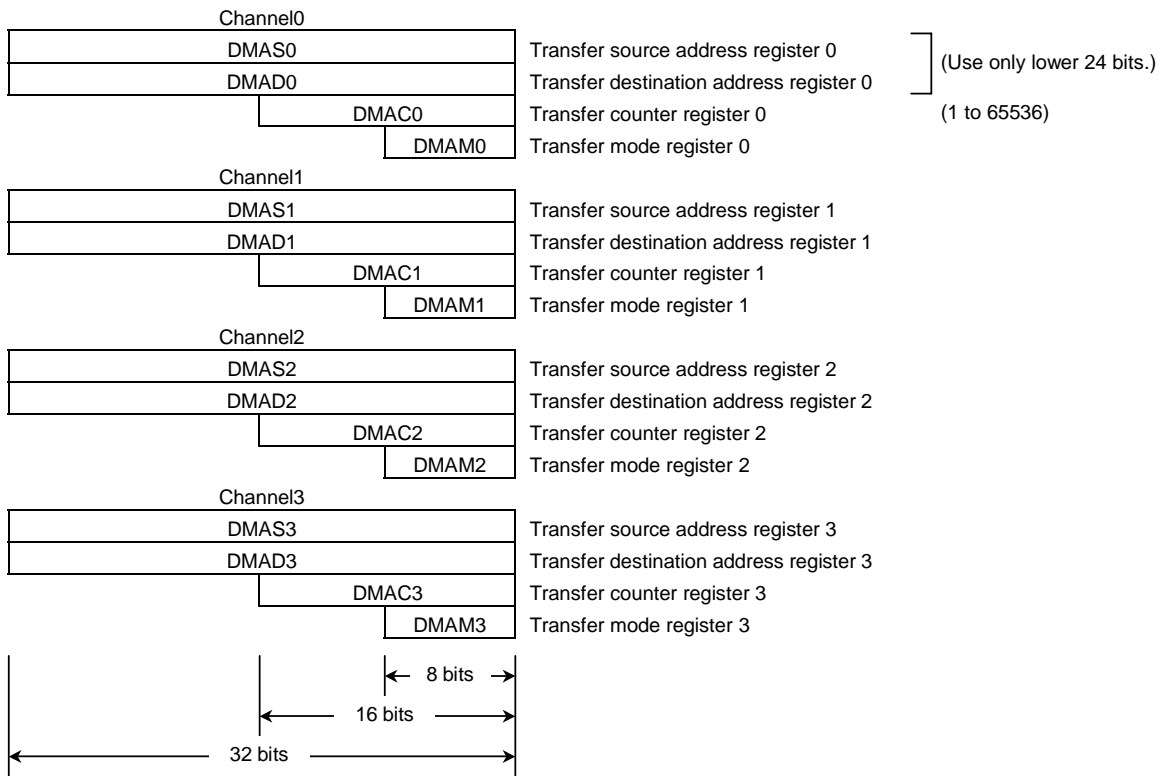 Channel0
DMAS0 Transfer source address register 0
(Use only lower 24 bits.)
DMAD0 Transfer destination address register 0
DMAC0 Transfer counter register 0 (1 to 65536)
DMAM0 Transfer mode register 0
Channel1
DMAS1 Transfer source address register 1
DMAD1 Transfer destination address register 1
DMAC1 Transfer counter register 1
DMAM1 Transfer mode register 1
Channel2
DMAS2 Transfer source address register 2
DMAD2 Transfer destination address register 2
DMAC2 Transfer counter register 2
DMAM2 Transfer mode register 2
Channel3
DMAS3 Transfer source address register 3
DMAD3 Transfer destination address register 3
DMAC3 Transfer counter register 3
DMAM3 Transfer mode register 3
8 bits
16 bits
32 bits